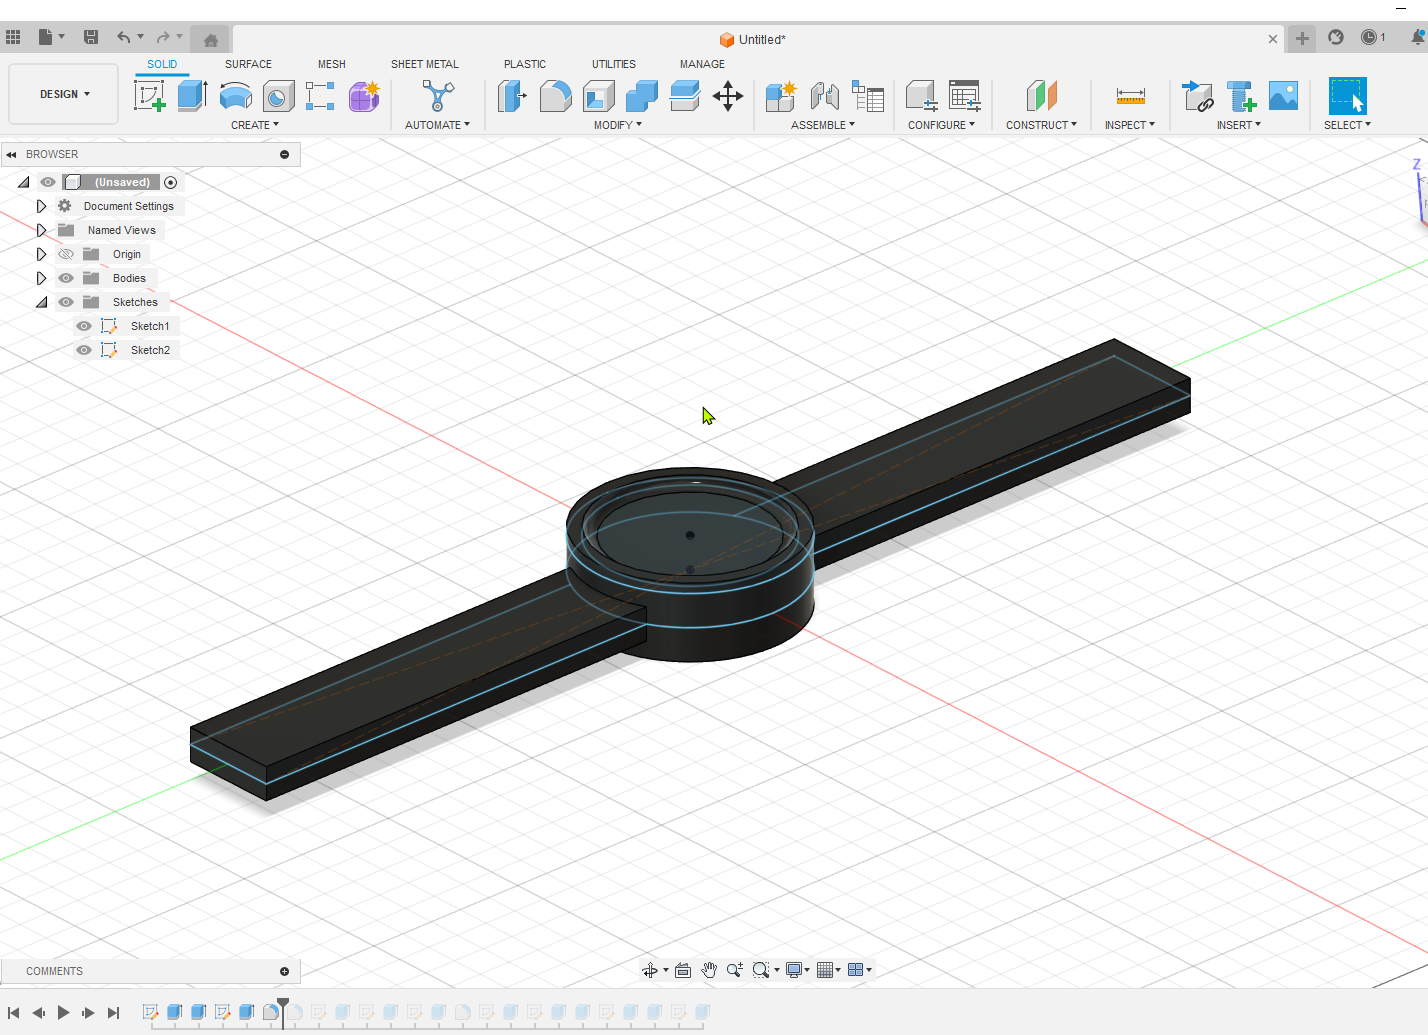 Untitled*
1
DESIGN
SOLID SURFACE MESH SHEET METAL PLASTIC UTILITIES MANAGE
CREATE AUTOMATE MODIFY ASSEMBLE CONFIGURE CONSTRUCT INSPECT INSERT SELECT
BROWSER
Z
(Unsaved)
Document Settings
Named Views
Origin
Bodies
Sketches
Sketch1
Sketch2
COMMENTS